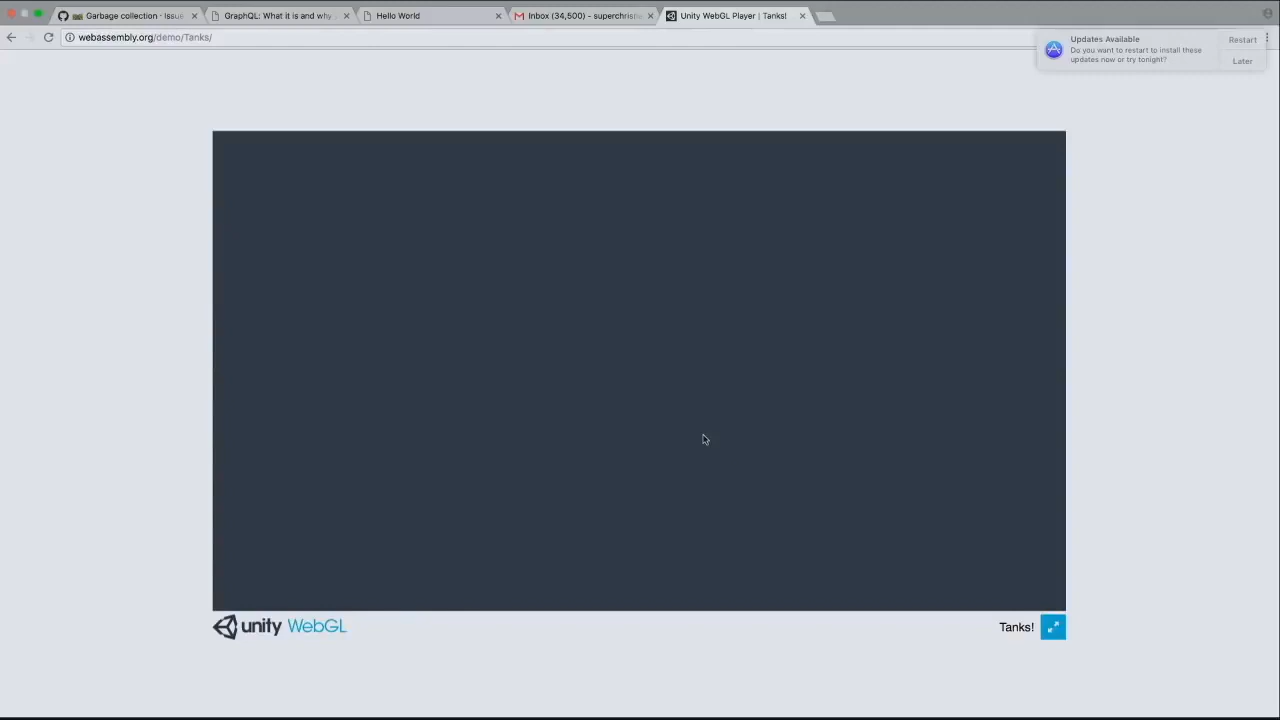 Garbage collection · Issue
GraphQL: What it is and why
Hello World
Inbox (34,500) - superchris
Unity WebGL Player | Tanks!
webassembly.org/demo/Tanks/
Updates Available
Do you want to restart to install these
updates now or try tonight?
Restart
Later
unity WebGL
Tanks!